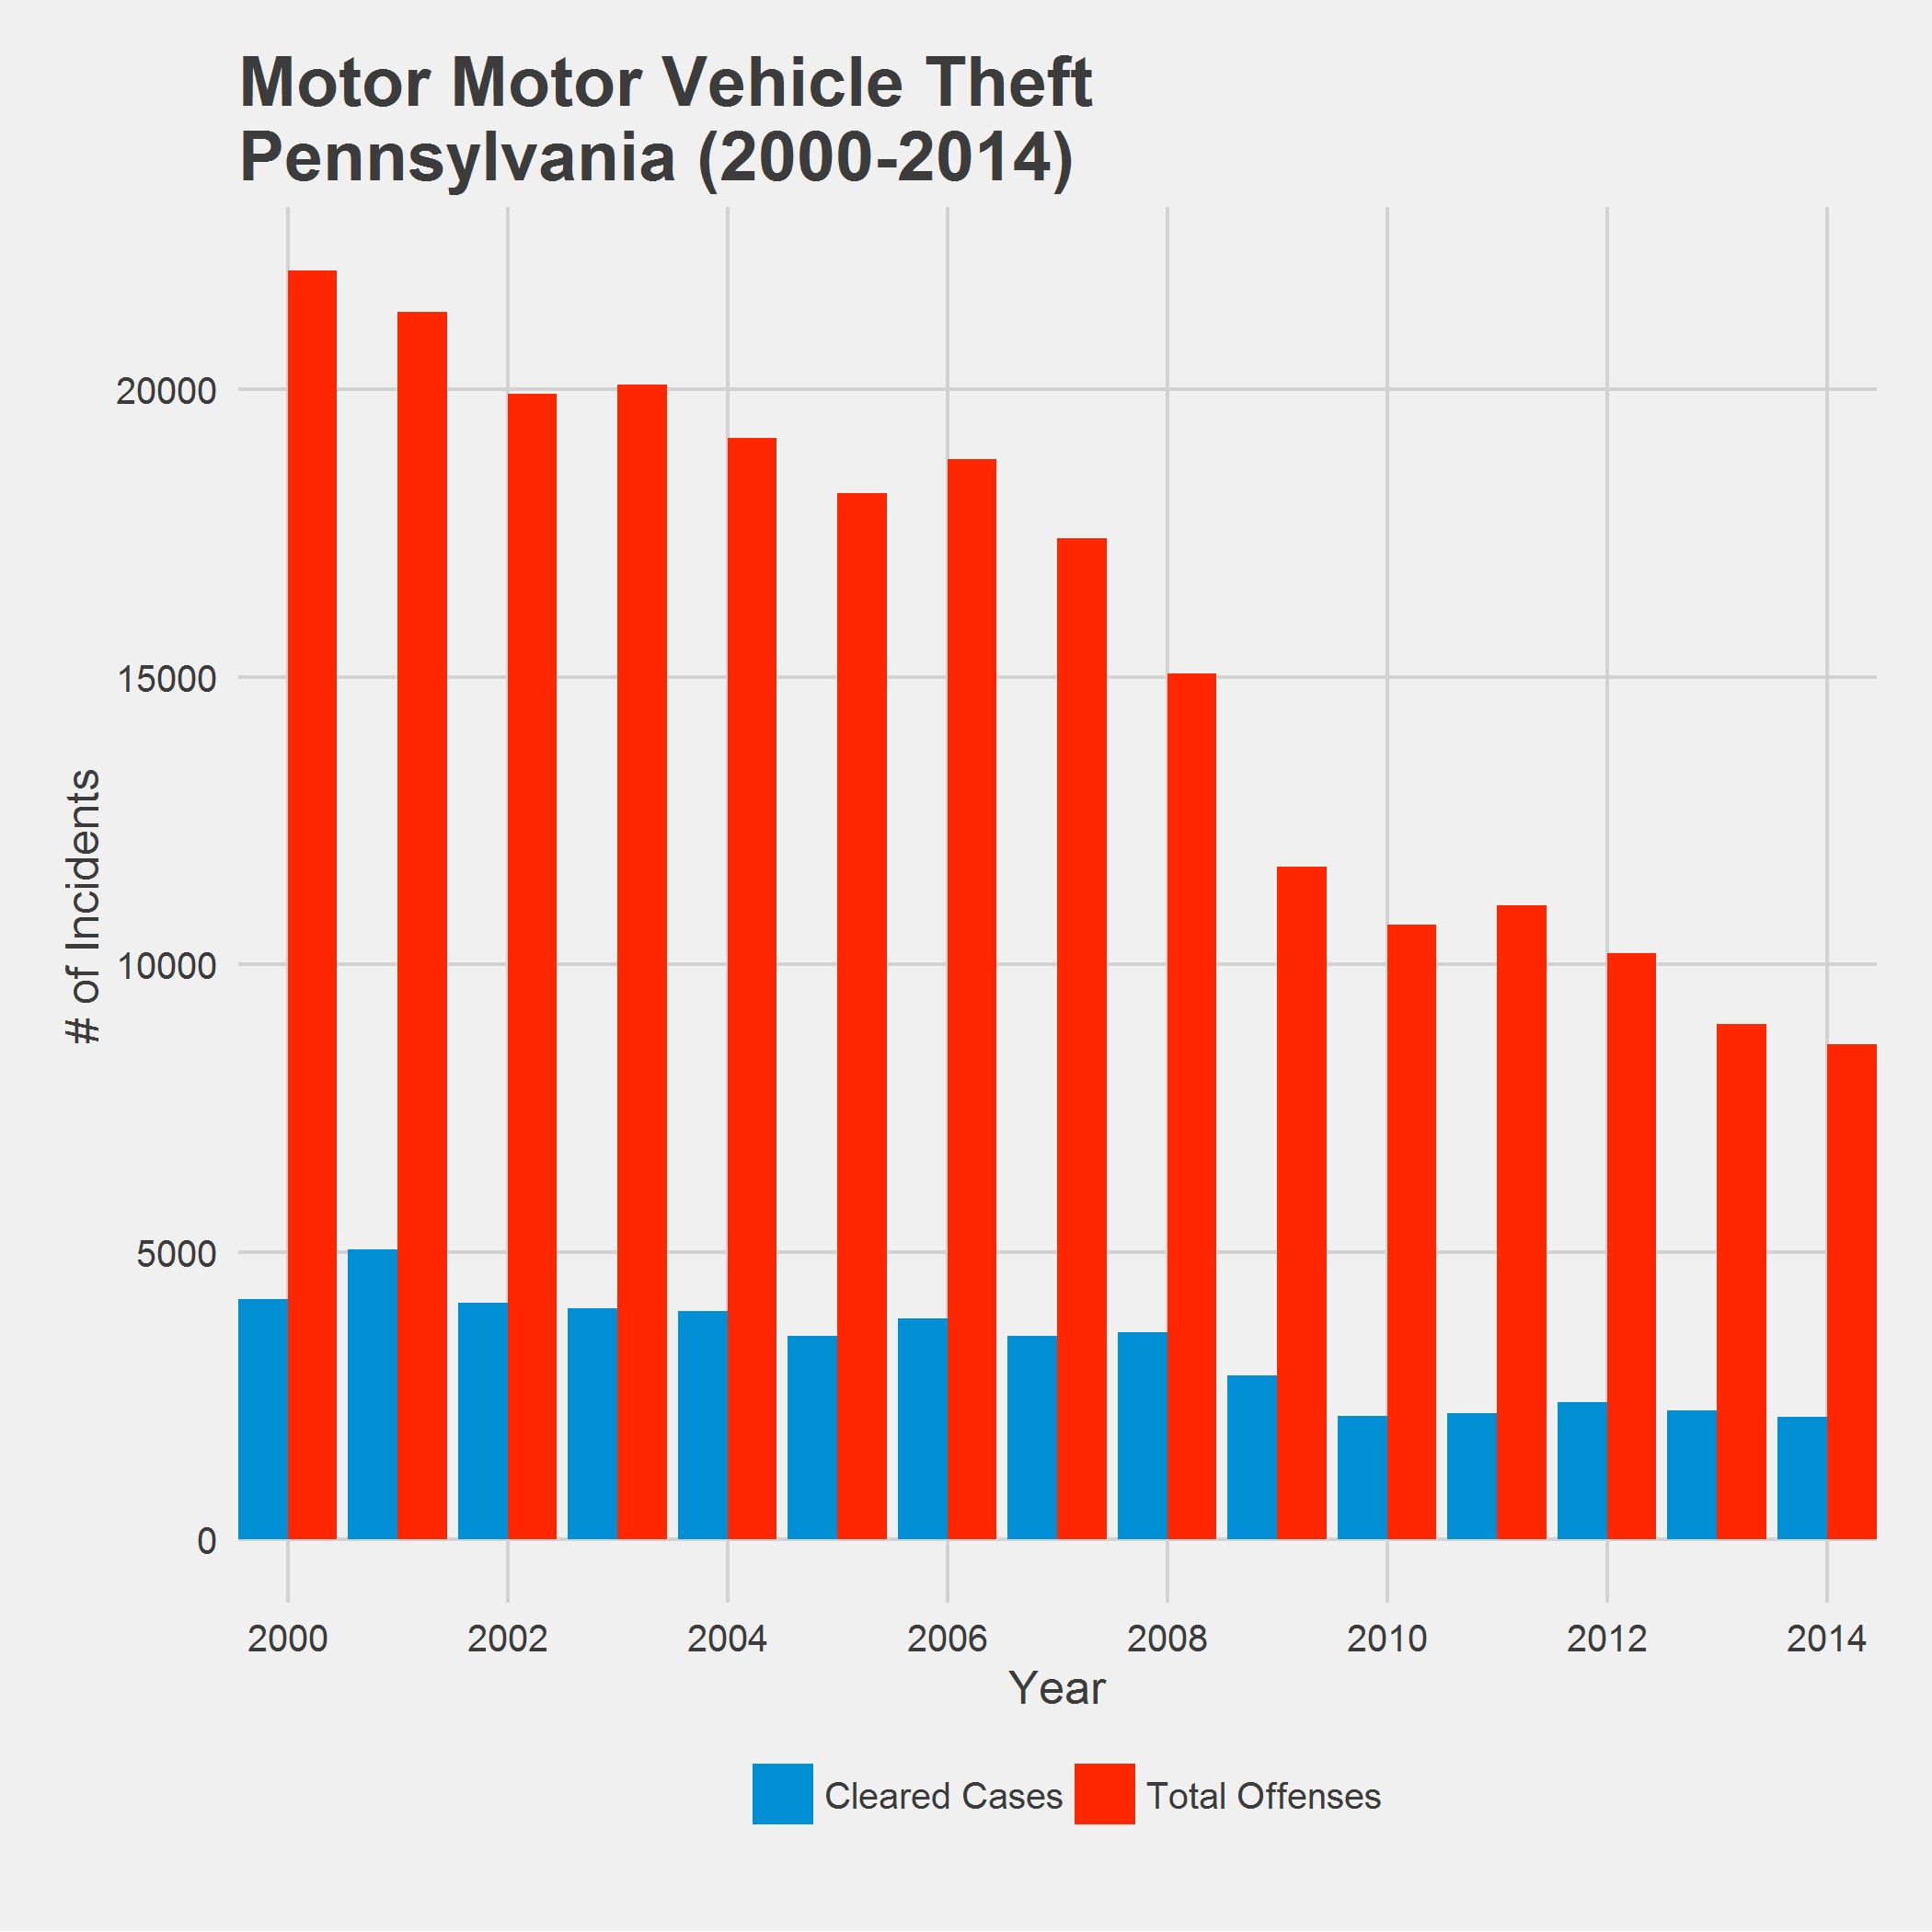 Motor Motor Vehicle Theft
Pennsylvania (2000-2014)
# of Incidents
20000
15000
10000
5000
0
2000 2002 2004 2006 2008 2010 2012 2014
Year
Cleared Cases Total Offenses